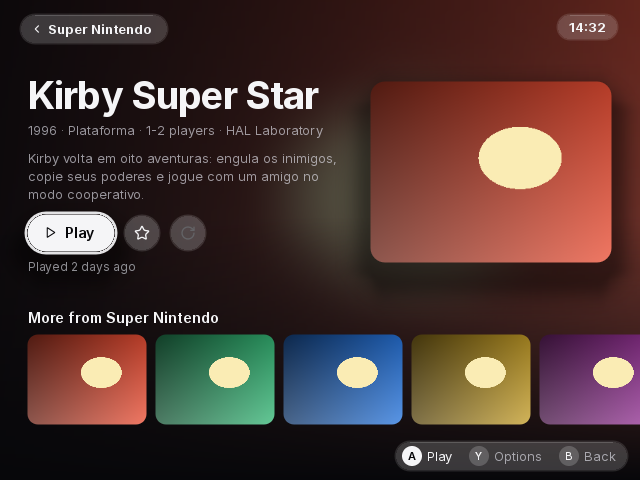 Super Nintendo
14:32
Kirby Super Star
1996 · Plataforma · 1-2 players · HAL Laboratory
Kirby volta em oito aventuras: engula os inimigos,
copie seus poderes e jogue com um amigo no
modo cooperativo.
Play
Played 2 days ago
More from Super Nintendo
A Play Y Options B Back